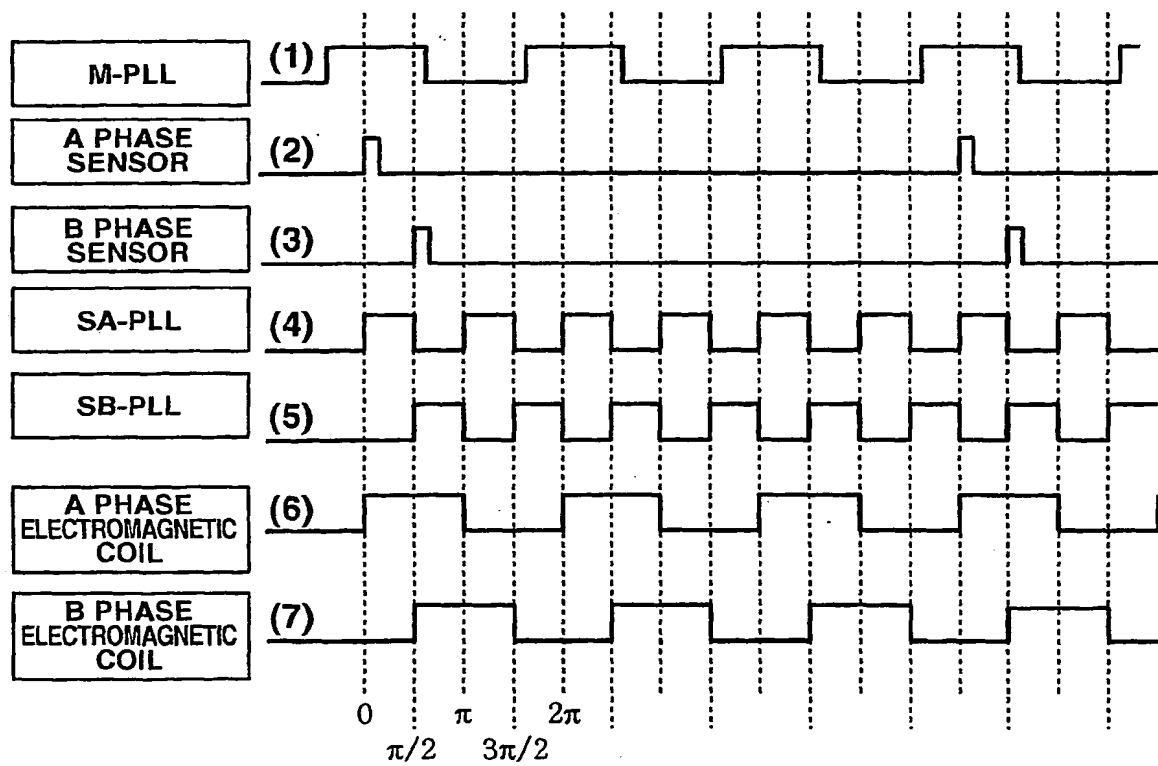 M-PLL (1)
A PHASE
SENSOR (2)
B PHASE
SENSOR (3)
SA-PLL (4)
SB-PLL (5)
A PHASE
ELECTROMAGNETIC
COIL (6)
B PHASE
ELECTROMAGNETIC
COIL (7)
0 π 2π
π/2 3π/2